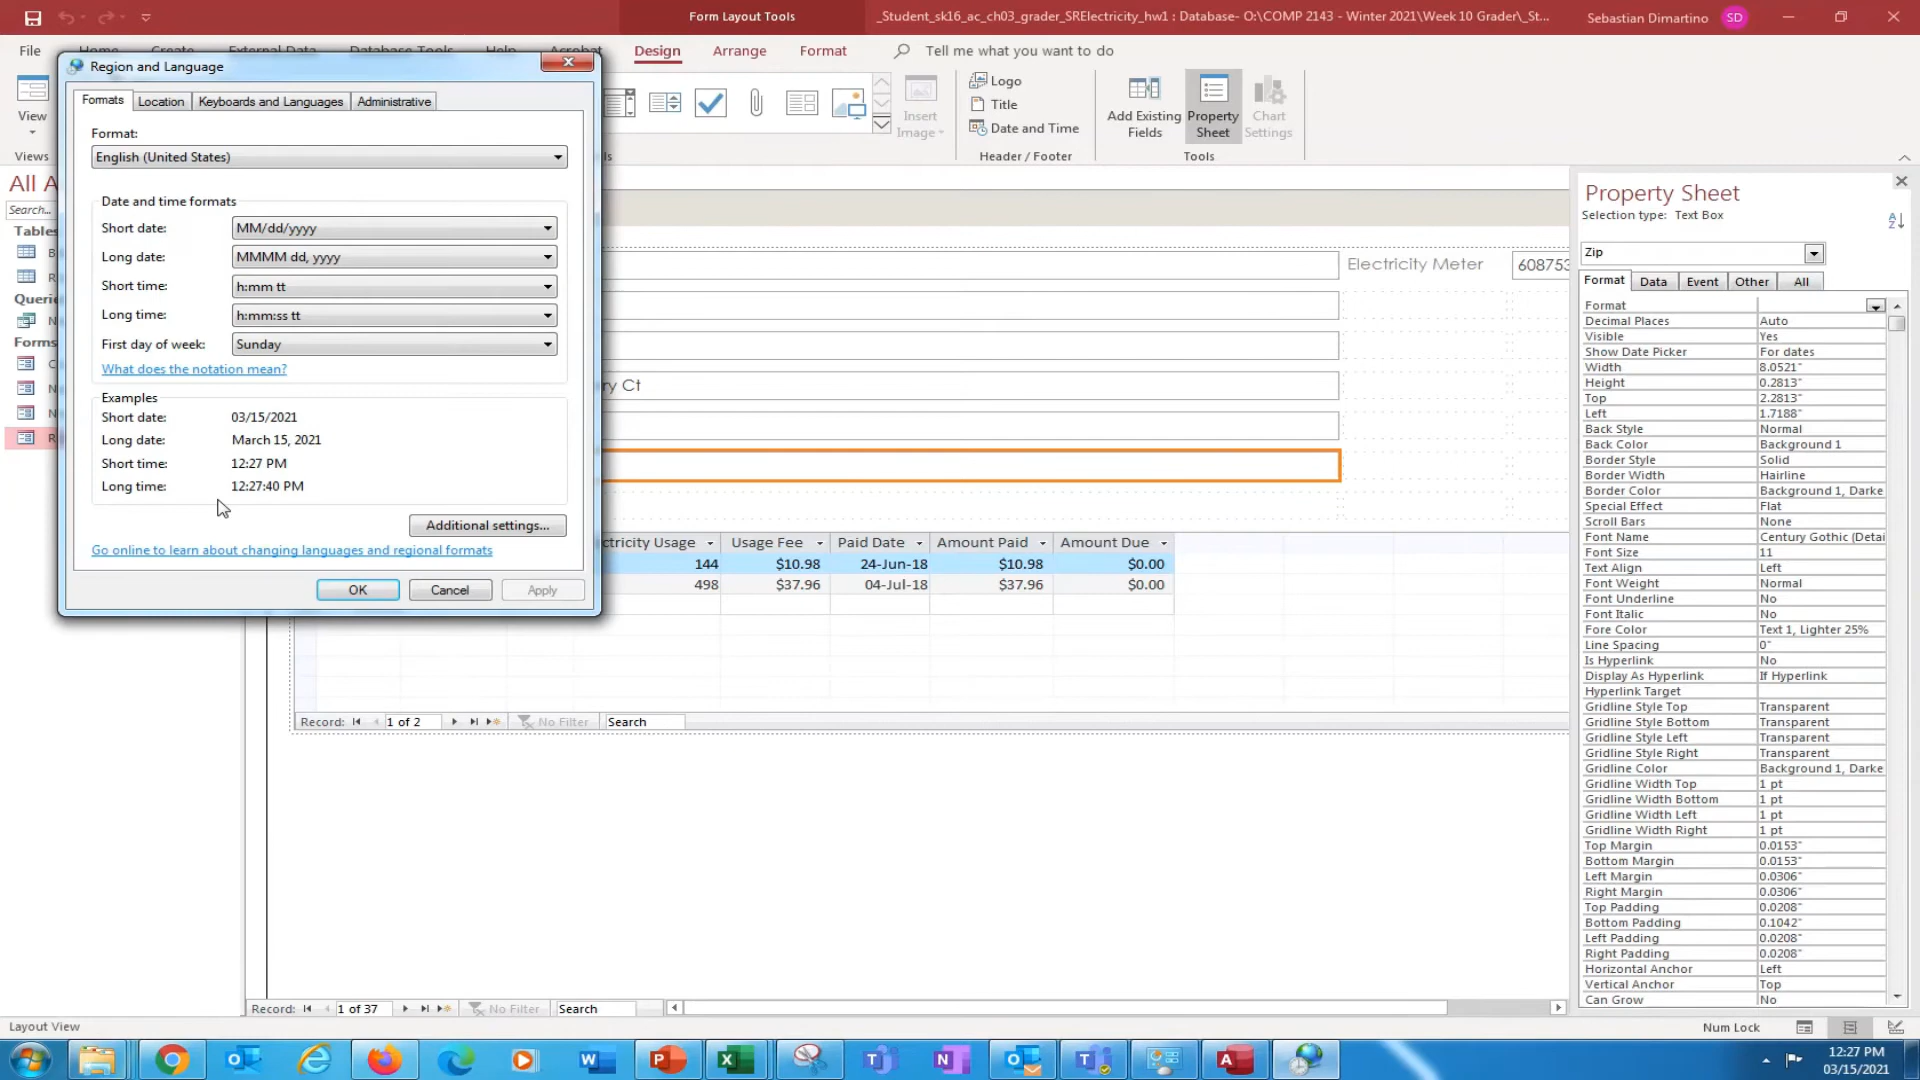 Form Layout Tools
_Student_sk16_ac_ch03_grader_SRElectricity_hw1 : Database- O:\COMP 2143 - Winter 2021\Week 10 Grader\_St...
Sebastian Dimartino
SD
File
Home
Create
External Data
Database Tools
Help
Acrobat
Design
Arrange
Format
Tell me what you want to do
View
Views
Insert
Image
Logo
Title
Date and Time
Header / Footer
Add Existing
Fields
Property
Sheet
Chart
Settings
Tools
Region and Language
Formats
Location
Keyboards and Languages
Administrative
Format:
English (United States)
Date and time formats
Short date:
MM/dd/yyyy
Long date:
MMMM dd, yyyy
Short time:
h:mm tt
Long time:
h:mm:ss tt
First day of week:
Sunday
What does the notation mean?
Examples
Short date:
03/15/2021
Long date:
March 15, 2021
Short time:
12:27 PM
Long time:
12:27:40 PM
Additional settings...
Go online to learn about changing languages and regional formats
OK
Cancel
Apply
All A
Search...
Tables
B
R
Querie
N
Forms
C
N
N
R
Electricity Meter
608753
ry Ct
ctricity Usage
Usage Fee
Paid Date
Amount Paid
Amount Due
144
$10.98
24-Jun-18
$10.98
$0.00
498
$37.96
04-Jul-18
$37.96
$0.00
Record:
1 of 2
No Filter
Search
Record:
1 of 37
No Filter
Search
Property Sheet
Selection type: Text Box
Zip
Format
Data
Event
Other
All
Format
Decimal Places Auto
Visible Yes
Show Date Picker For dates
Width 8.0521"
Height 0.2813"
Top 2.2813"
Left 1.7188"
Back Style Normal
Back Color Background 1
Border Style Solid
Border Width Hairline
Border Color Background 1, Darke
Special Effect Flat
Scroll Bars None
Font Name Century Gothic (Detai
Font Size 11
Text Align Left
Font Weight Normal
Font Underline No
Font Italic No
Fore Color Text 1, Lighter 25%
Line Spacing 0"
Is Hyperlink No
Display As Hyperlink If Hyperlink
Hyperlink Target
Gridline Style Top Transparent
Gridline Style Bottom Transparent
Gridline Style Left Transparent
Gridline Style Right Transparent
Gridline Color Background 1, Darke
Gridline Width Top 1 pt
Gridline Width Bottom 1 pt
Gridline Width Left 1 pt
Gridline Width Right 1 pt
Top Margin 0.0153"
Bottom Margin 0.0153"
Left Margin 0.0306"
Right Margin 0.0306"
Top Padding 0.0208"
Bottom Padding 0.1042"
Left Padding 0.0208"
Right Padding 0.0208"
Horizontal Anchor Left
Vertical Anchor Top
Can Grow No
Layout View
Num Lock
12:27 PM
03/15/2021